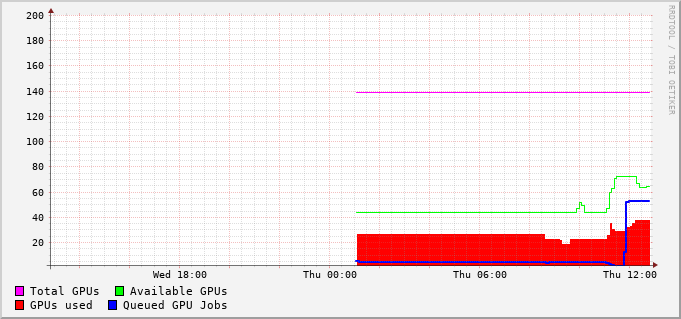 RRDTOOL / TOBI OETIKER
200
180
160
140
120
100
80
60
40
20
Wed 18:00 Thu 00:00 Thu 06:00 Thu 12:00
Total GPUs Available GPUs
GPUs used Queued GPU Jobs